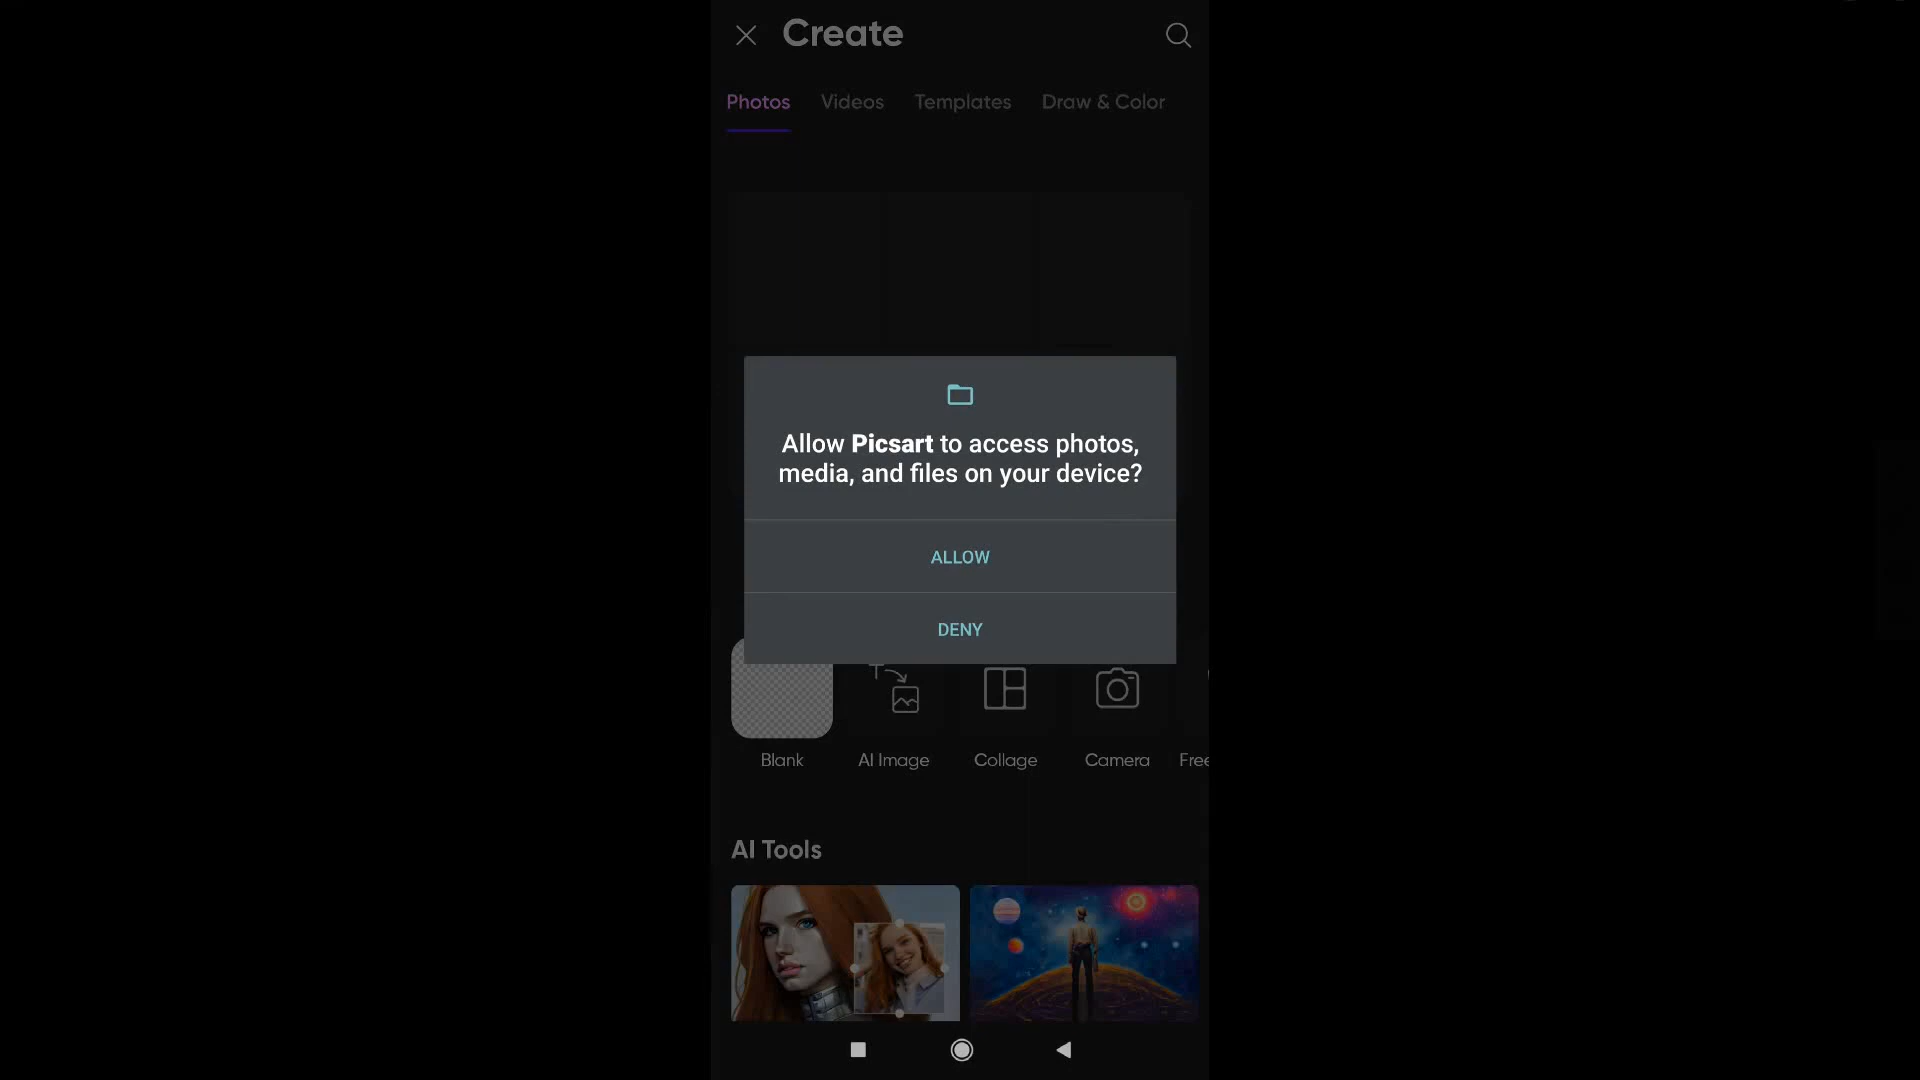 Create
Photos Videos Templates Draw & Color
Allow Picsart to access photos,
media, and files on your device?
ALLOW
DENY
Blank AI Image Collage Camera Free
AI Tools